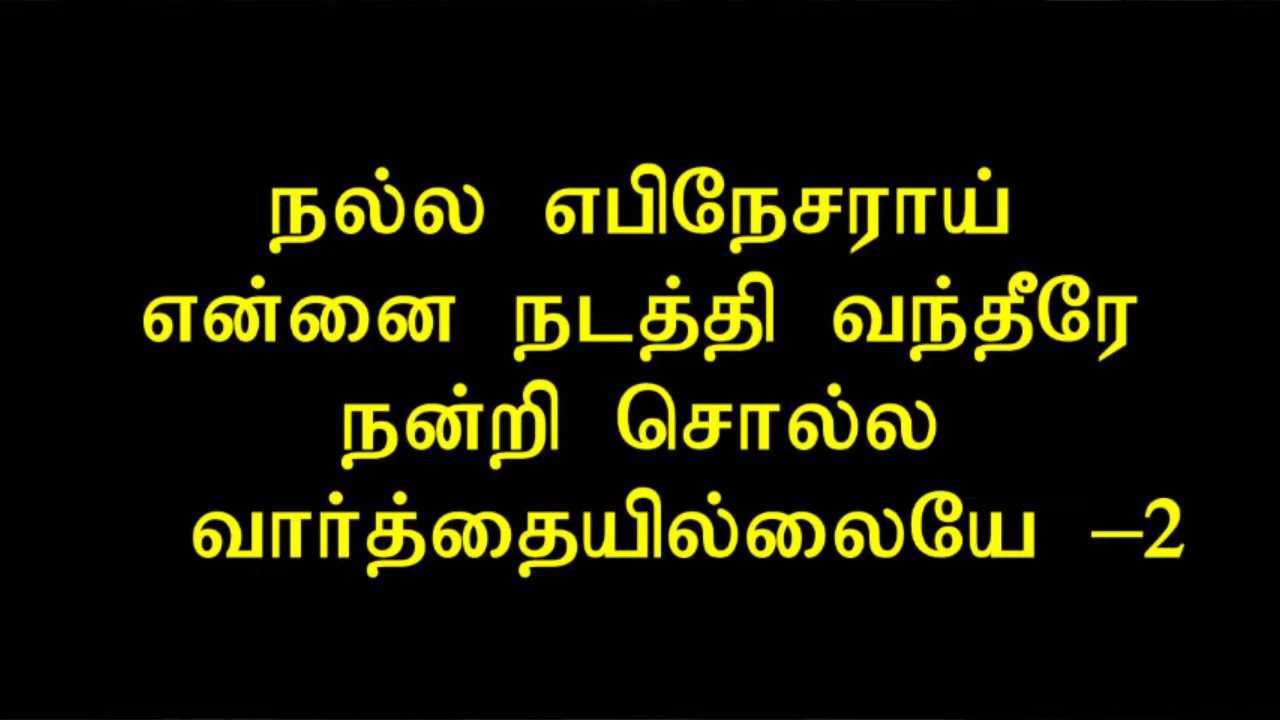 நல்ல எபிநேசராய்
என்னை நடத்தி வந்தீரே
நன்றி சொல்ல
வார்த்தையில்லையே –2